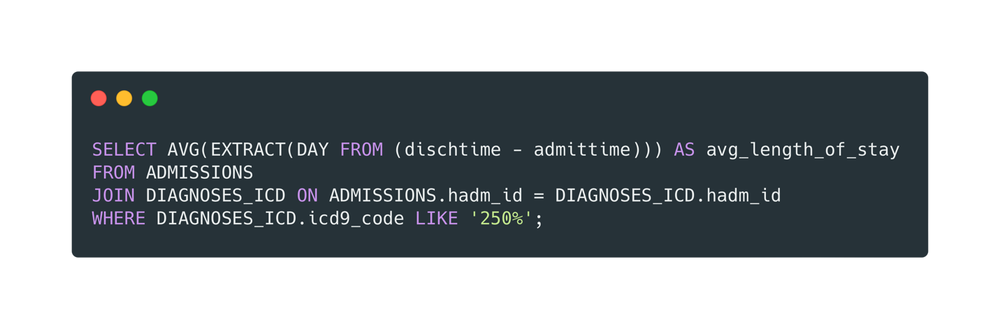 SELECT AVG(EXTRACT(DAY FROM (dischtime - admittime))) AS avg_length_of_stay
FROM ADMISSIONS
JOIN DIAGNOSES_ICD ON ADMISSIONS.hadm_id = DIAGNOSES_ICD.hadm_id
WHERE DIAGNOSES_ICD.icd9_code LIKE '250%';